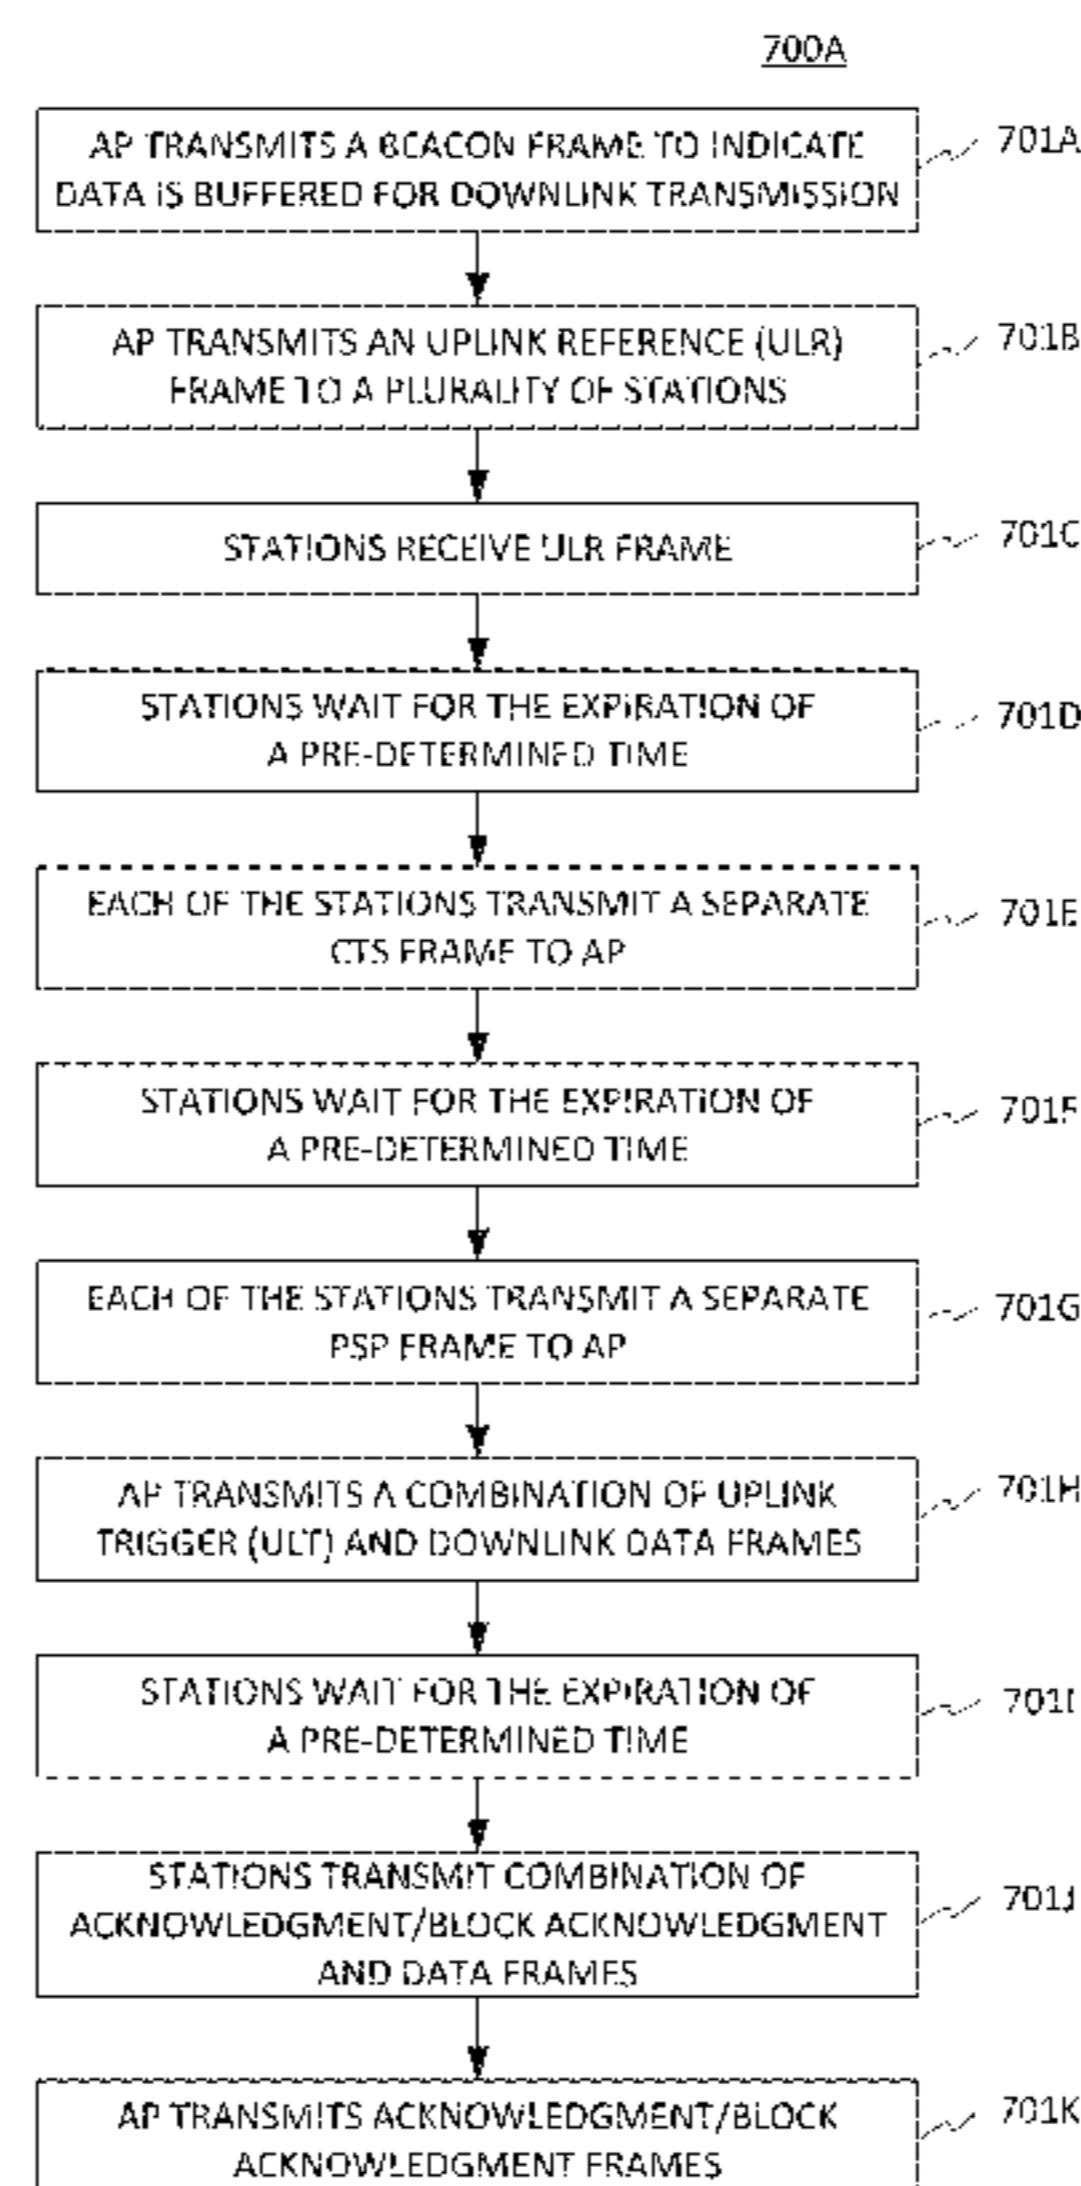 700A
AP TRANSMITS A BEACON FRAME TO INDICATE
DATA IS BUFFERED FOR DOWNLINK TRANSMISSION
701A
AP TRANSMITS AN UPLINK REFERENCE (ULR)
FRAME TO A PLURALITY OF STATIONS
701B
STATIONS RECEIVE ULR FRAME
701C
STATIONS WAIT FOR THE EXPIRATION OF
A PRE-DETERMINED TIME
701D
EACH OF THE STATIONS TRANSMIT A SEPARATE
CTS FRAME TO AP
701E
STATIONS WAIT FOR THE EXPIRATION OF
A PRE-DETERMINED TIME
701F
EACH OF THE STATIONS TRANSMIT A SEPARATE
PSP FRAME TO AP
701G
AP TRANSMITS A COMBINATION OF UPLINK
TRIGGER (ULT) AND DOWNLINK DATA FRAMES
701H
STATIONS WAIT FOR THE EXPIRATION OF
A PRE-DETERMINED TIME
701I
STATIONS TRANSMIT COMBINATION OF
ACKNOWLEDGMENT/BLOCK ACKNOWLEDGMENT
AND DATA FRAMES
701J
AP TRANSMITS ACKNOWLEDGMENT/BLOCK
ACKNOWLEDGMENT FRAMES
701K